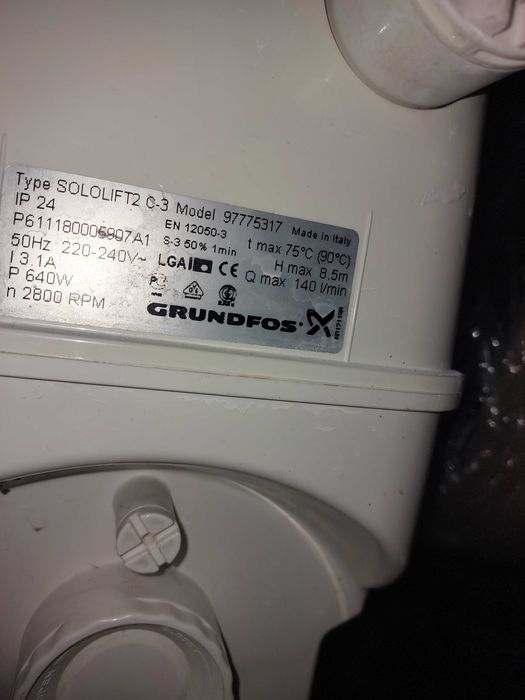 Type SOLOLIFT2 C-3 Model 97775317 Made in Italy
IP 24 EN 12050-3 t max 75°C (90°C)
S-3 50% 1min H max 8.5m
50Hz 220-240V~ LGA CE Q max 140 l/min
I 3.1A
P 640W
n 2800 RPM
GRUNDFOS